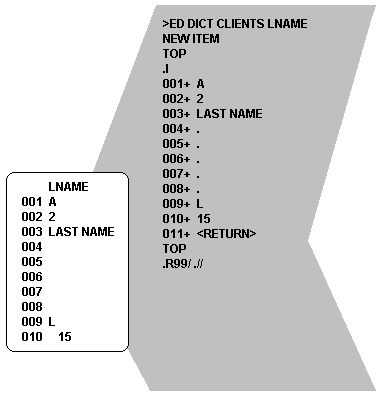 >ED DICT CLIENTS LNAME
NEW ITEM
TOP
.I
001+ A
002+ 2
003+ LAST NAME
004+ .
005+ .
006+ .
007+ .
008+ .
009+ L
010+ 15
011+ <RETURN>
TOP
.R99/ .//
LNAME
001 A
002 2
003 LAST NAME
004
005
006
007
008
009 L
010 15